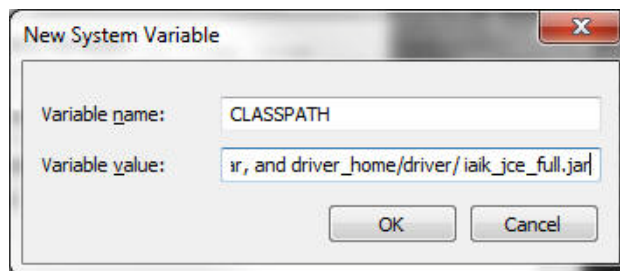 New System Variable
Variable name: CLASSPATH
Variable value: ar, and driver_home/driver/ iaik_jce_full.jar
OK Cancel